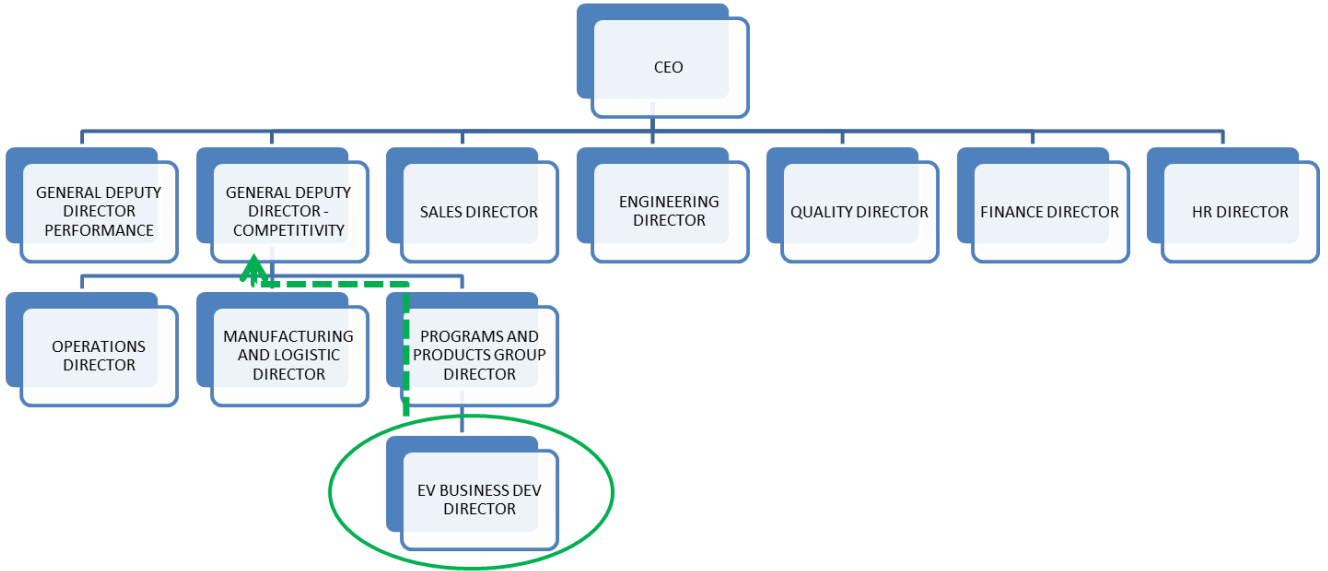 CEO
GENERAL DEPUTY
DIRECTOR
PERFORMANCE
GENERAL DEPUTY
DIRECTOR -
COMPETITIVITY
SALES DIRECTOR
ENGINEERING
DIRECTOR
QUALITY DIRECTOR
FINANCE DIRECTOR
HR DIRECTOR
OPERATIONS
DIRECTOR
MANUFACTURING
AND LOGISTIC
DIRECTOR
PROGRAMS AND
PRODUCTS GROUP
DIRECTOR
EV BUSINESS DEV
DIRECTOR